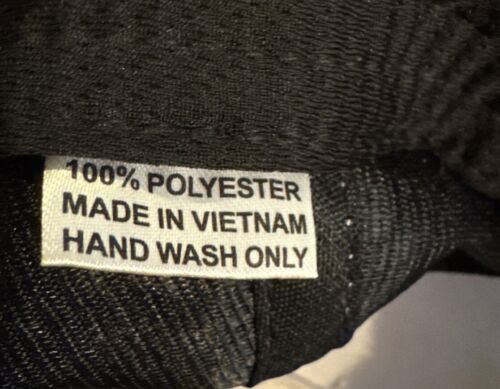 100% POLYESTER
MADE IN VIETNAM
HAND WASH ONLY